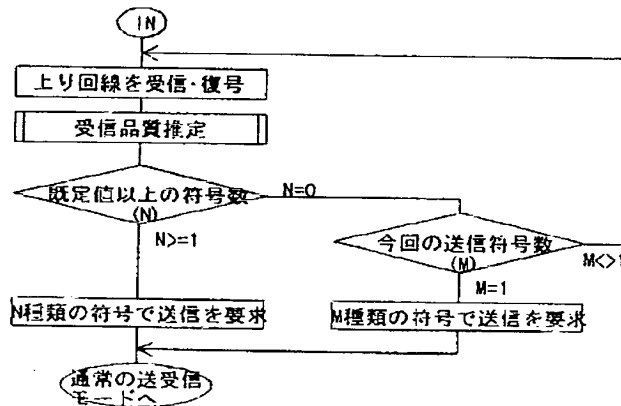 IN
上り回線を受信・復号
受信品質推定
既定値以上の符号数
(N)
N=0
N>=1
今回の送信符号数
(M)
M<>1
M=1
N種類の符号で送信を要求
M種類の符号で送信を要求
通常の送受信
モードへ